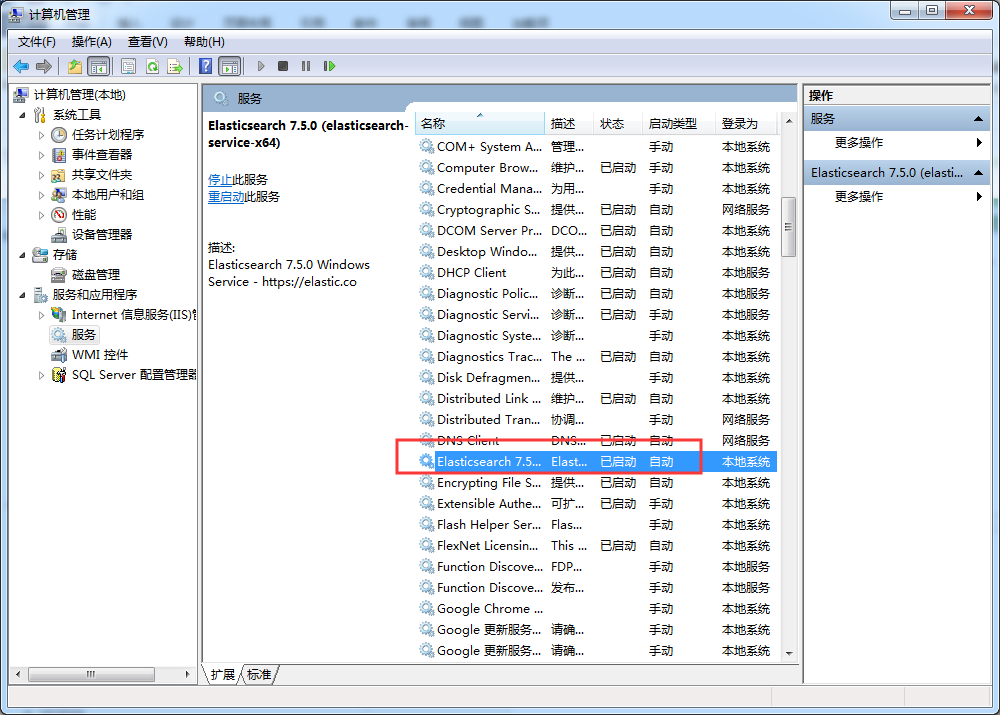 计算机管理
文件(F) 操作(A) 查看(V) 帮助(H)
计算机管理(本地)
系统工具
任务计划程序
事件查看器
共享文件夹
本地用户和组
性能
设备管理器
存储
磁盘管理
服务和应用程序
Internet 信息服务(IIS)管
服务
WMI 控件
SQL Server 配置管理器
服务
Elasticsearch 7.5.0 (elasticsearch-
service-x64)
停止此服务
重启动此服务
描述:
Elasticsearch 7.5.0 Windows
Service - https://elastic.co
名称 描述 状态 启动类型 登录为
COM+ System A... 管理... 手动 本地系统
Computer Brow... 维护... 已启动 手动 本地系统
Credential Mana... 为用... 手动 本地系统
Cryptographic S... 提供... 已启动 自动 网络服务
DCOM Server Pr... DCO... 已启动 自动 本地系统
Desktop Windo... 提供... 已启动 自动 本地系统
DHCP Client 为此... 已启动 自动 本地服务
Diagnostic Polic... 诊断... 已启动 自动 本地服务
Diagnostic Servi... 诊断... 已启动 手动 本地服务
Diagnostic Syste... 诊断... 手动 本地系统
Diagnostics Trac... The ... 已启动 自动 本地系统
Disk Defragmen... 提供... 手动 本地系统
Distributed Link ... 维护... 已启动 自动 本地系统
Distributed Tran... 协调... 手动 网络服务
DNS Client DNS... 已启动 自动 网络服务
Elasticsearch 7.5... Elast... 已启动 自动 本地系统
Encrypting File S... 提供... 已启动 手动 本地系统
Extensible Authe... 可扩... 已启动 手动 本地系统
Flash Helper Ser... Flas... 手动 本地系统
FlexNet Licensin... This ... 已启动 自动 本地系统
Function Discove... FDP... 手动 本地服务
Function Discove... 发布... 手动 本地服务
Google Chrome ... 手动 本地系统
Google 更新服务... 请确... 手动 本地系统
Google 更新服务... 请确... 手动 本地系统
扩展 标准
操作
服务
更多操作
Elasticsearch 7.5.0 (elasti...
更多操作